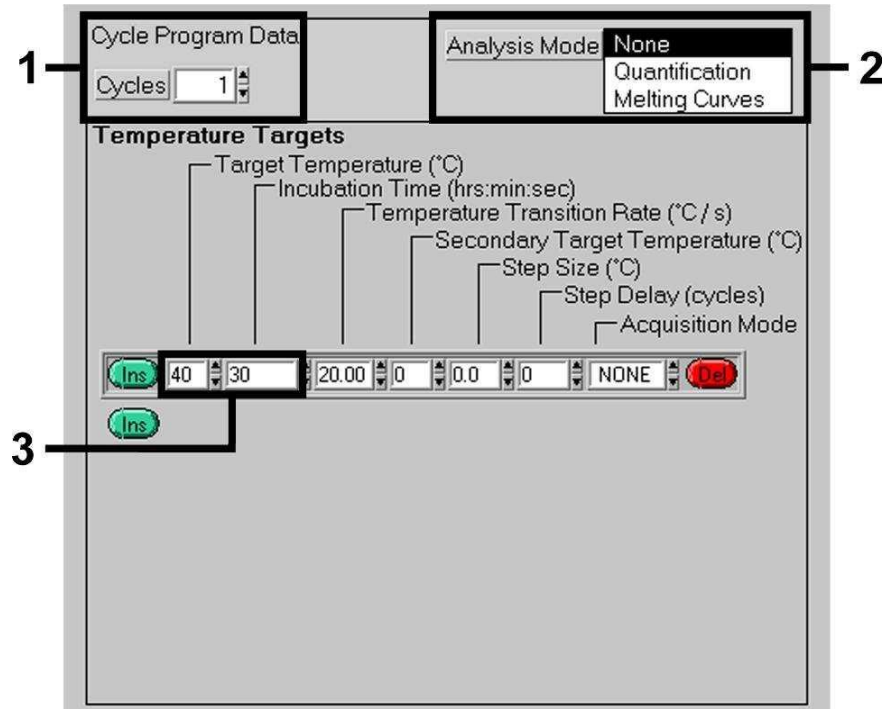 1
Cycle Program Data
Cycles 1
Analysis Mode None
Quantification
Melting Curves
2
Temperature Targets
Target Temperature (°C)
Incubation Time (hrs:min:sec)
Temperature Transition Rate (°C / s)
Secondary Target Temperature (°C)
Step Size (°C)
Step Delay (cycles)
Acquisition Mode
Ins 40 30 20.00 0 0.0 0 NONE Del
Ins
3